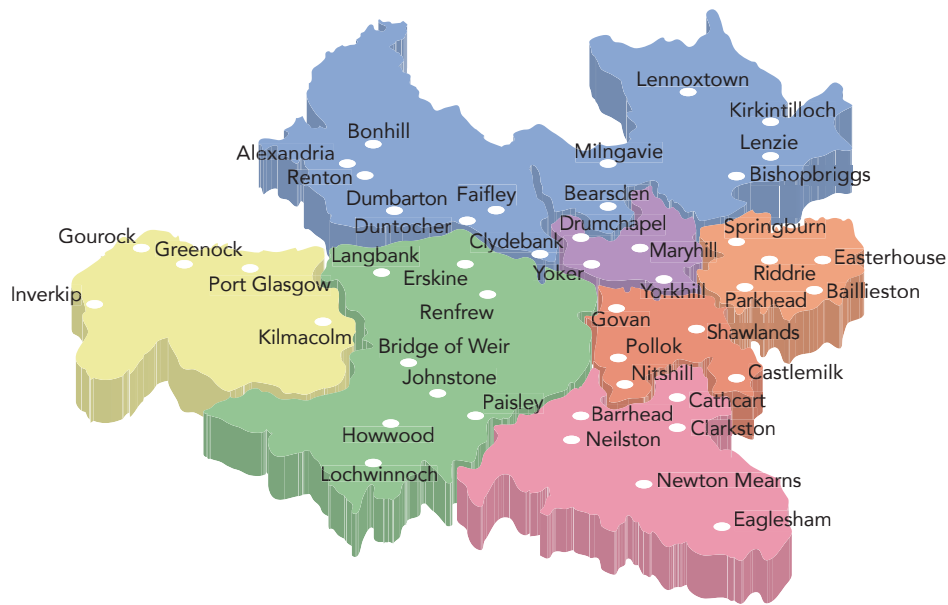 Lennoxtown
Kirkintilloch
Bonhill
Lenzie
Alexandria
Milngavie
Renton
Bishopbriggs
Dumbarton
Faifley
Bearsden
Duntocher
Drumchapel
Springburn
Gourock
Clydebank
Greenock
Langbank
Maryhill
Easterhouse
Erskine
Yoker
Riddrie
Port Glasgow
Yorkhill
Baillieston
Inverkip
Parkhead
Renfrew
Govan
Kilmacolm
Shawlands
Bridge of Weir
Pollok
Johnstone
Nitshill
Castlemilk
Paisley
Cathcart
Barrhead
Howwood
Clarkston
Neilston
Lochwinnoch
Newton Mearns
Eaglesham